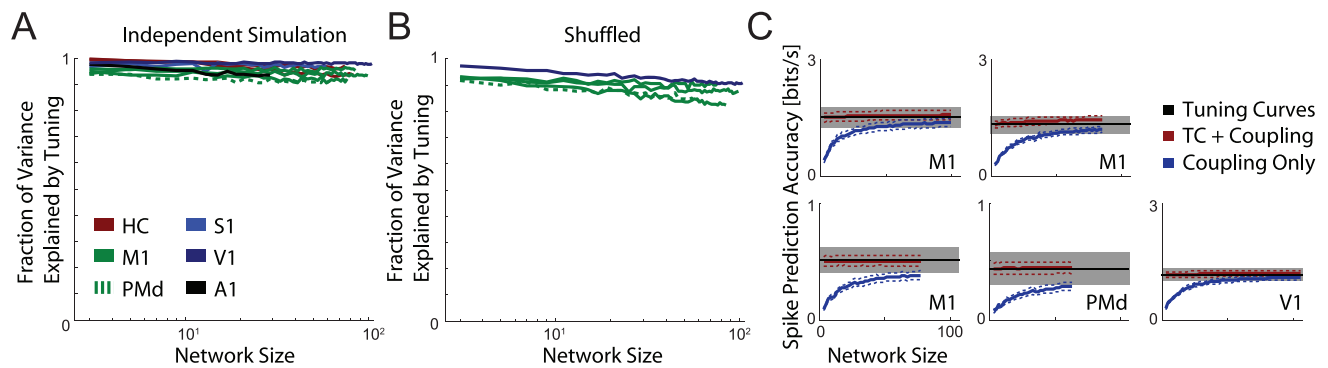 A
Independent Simulation
Fraction of Variance
Explained by Tuning
1
0
10¹
10²
Network Size
HC
M1
PMd
S1
V1
A1
B
Shuffled
Fraction of Variance
Explained by Tuning
1
0
10¹
10²
Network Size
C
Spike Prediction Accuracy [bits/s]
3
0
M1
3
0
M1
Tuning Curves
TC + Coupling
Coupling Only
1
0
M1
0
100
Network Size
1
0
PMd
3
0
V1